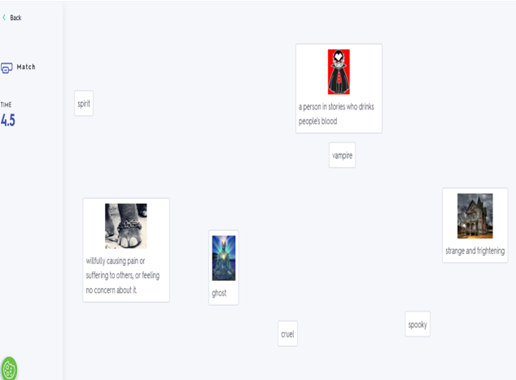 Back
Match
TIME
4.5
spirit
a person in stories who drinks
people's blood
vampire
willfully causing pain or
suffering to others, or feeling
no concern about it.
ghost
strange and frightening
cruel
spooky